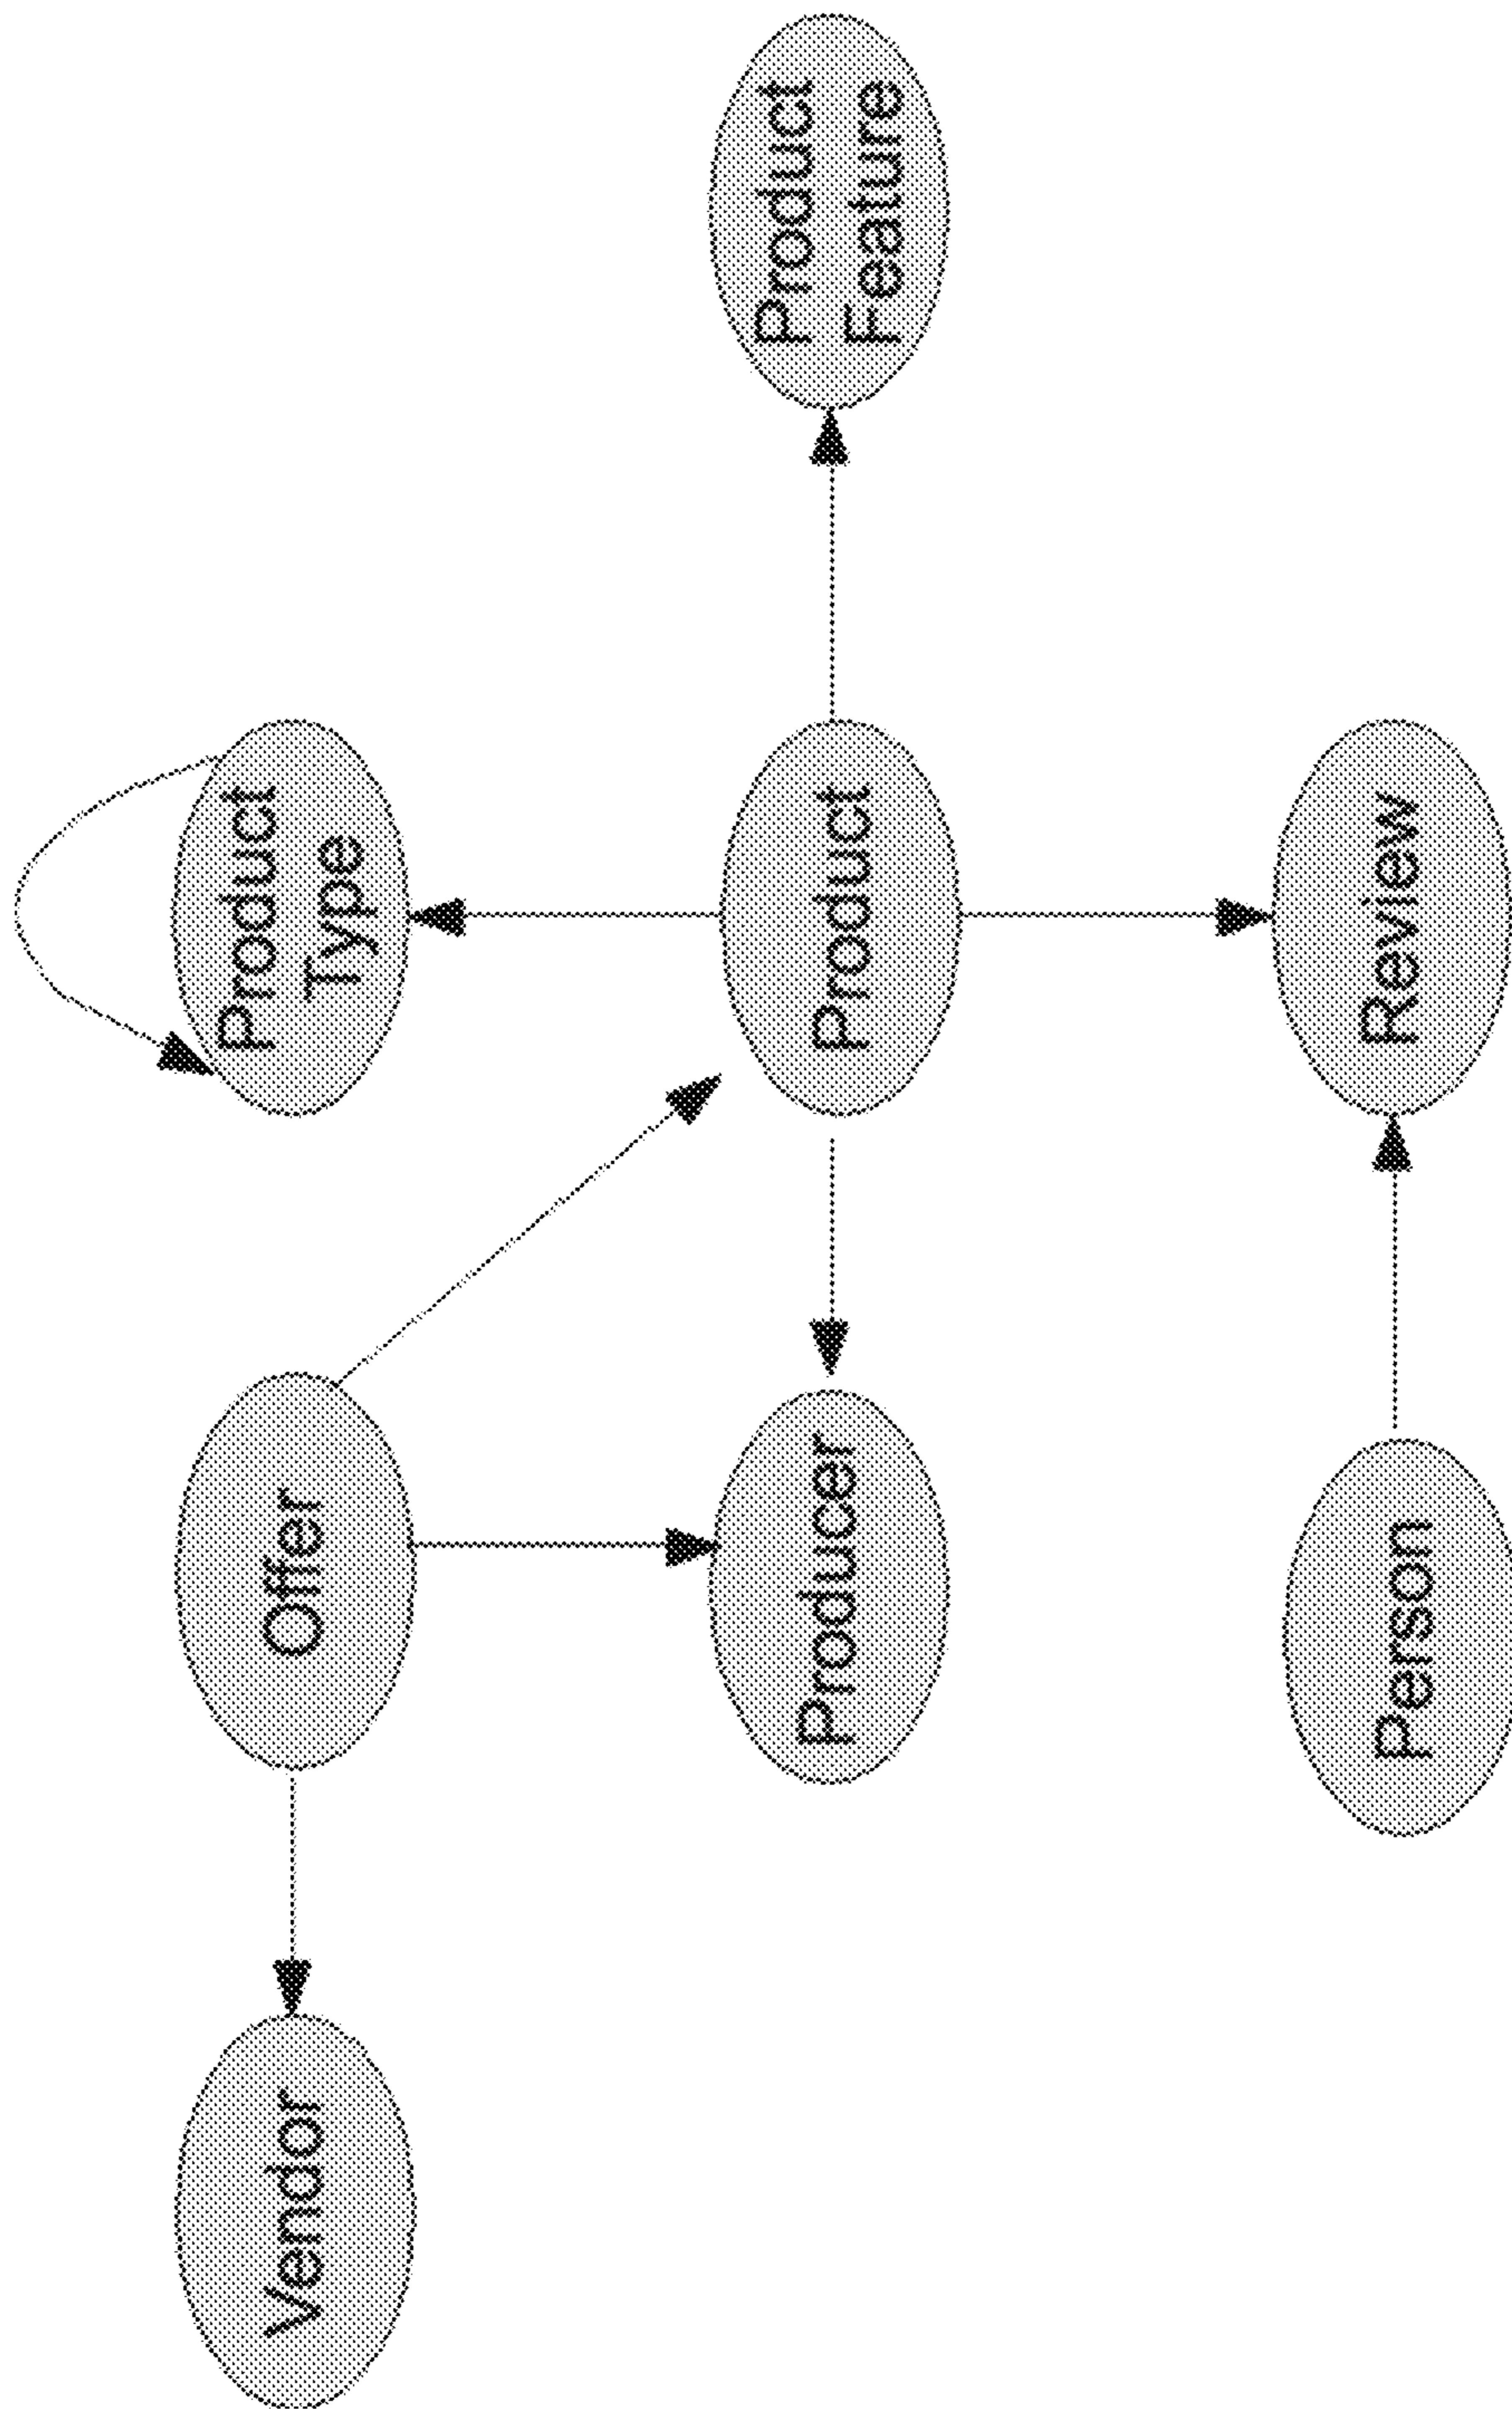 Vendor
Offer
Product
Type
Producer
Product
Product
Feature
Person
Review